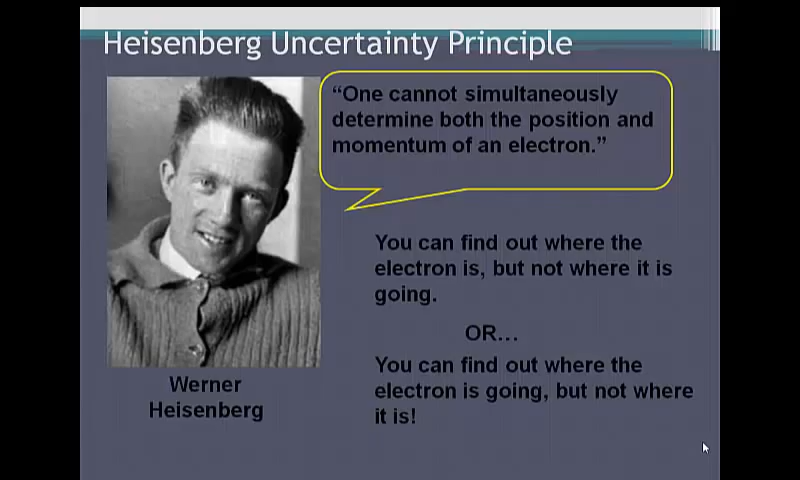 Heisenberg Uncertainty Principle
“One cannot simultaneously
determine both the position and
momentum of an electron.”
You can find out where the
electron is, but not where it is
going.
OR…
You can find out where the
electron is going, but not where
it is!
Werner
Heisenberg